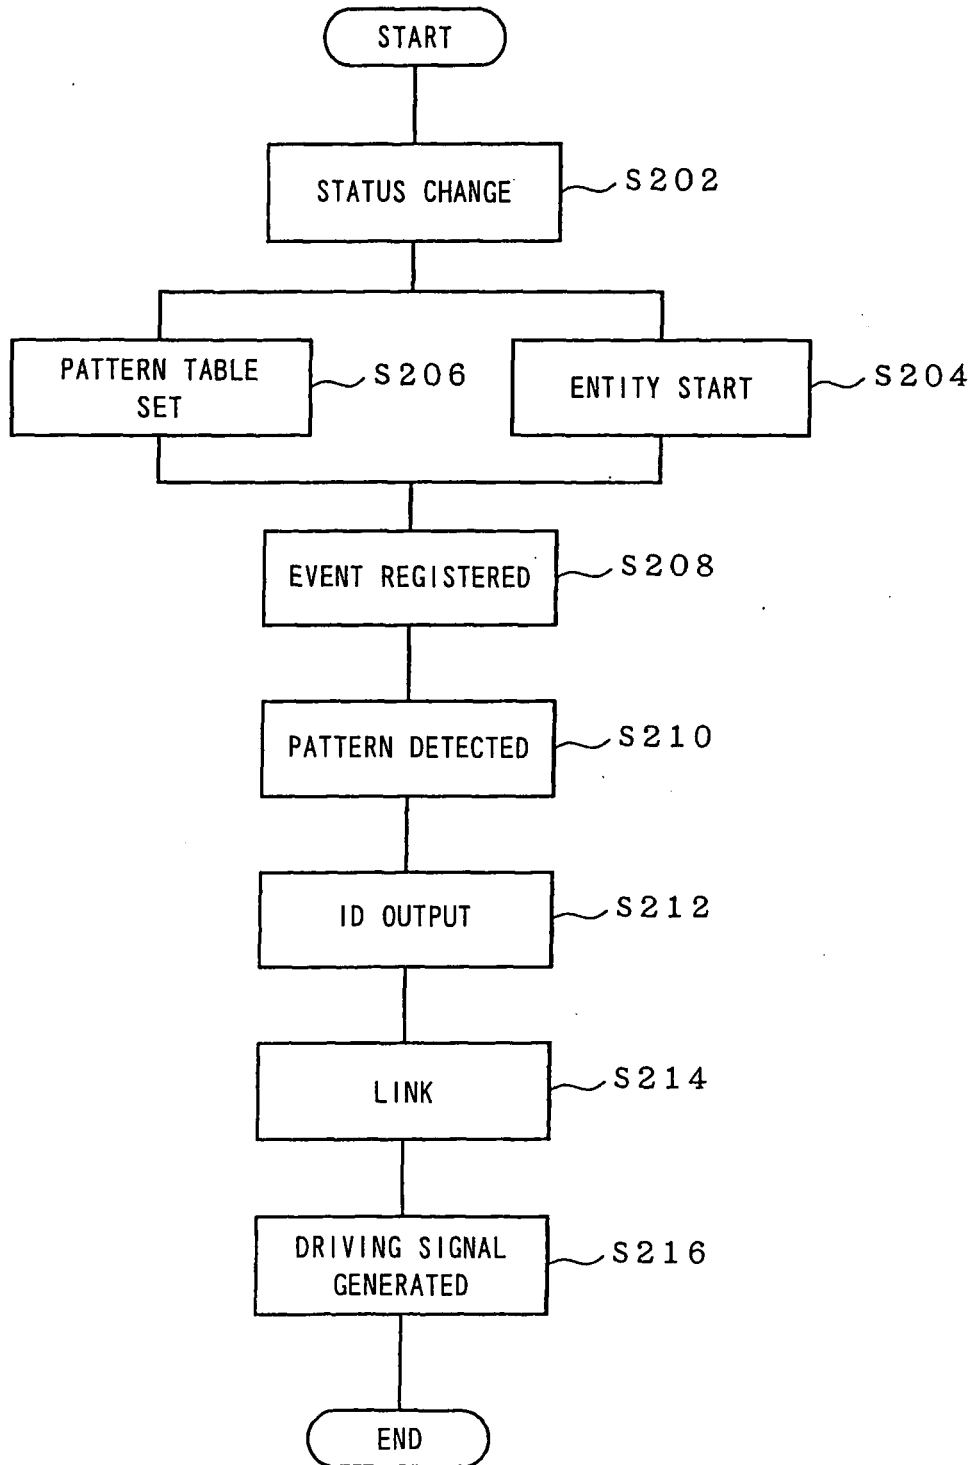 START
STATUS CHANGE
S202
PATTERN TABLE
SET
S206
ENTITY START
S204
EVENT REGISTERED
S208
PATTERN DETECTED
S210
ID OUTPUT
S212
LINK
S214
DRIVING SIGNAL
GENERATED
S216
END